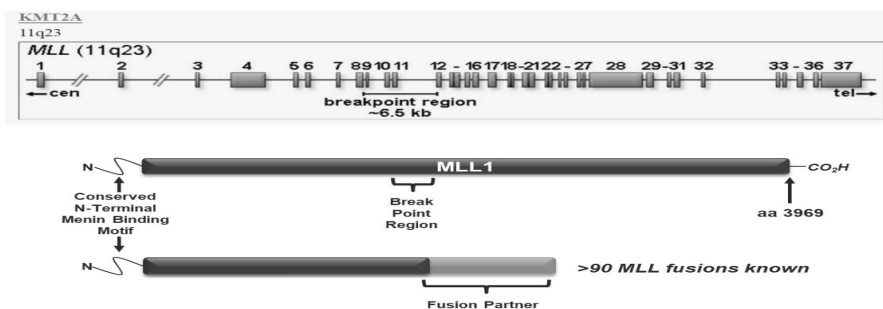 KMT2A
11q23
MLL (11q23)
1 2 3 4 5 6 7 8 9 10 11 12 - 16 17 18 - 21 22 - 27 28 29 - 31 32 33 - 36 37
cen breakpoint region tel
~6.5 kb
N MLL1 CO2H
Conserved
N-Terminal
Menin Binding
Motif
Break
Point
Region
aa 3969
N >90 MLL fusions known
Fusion Partner